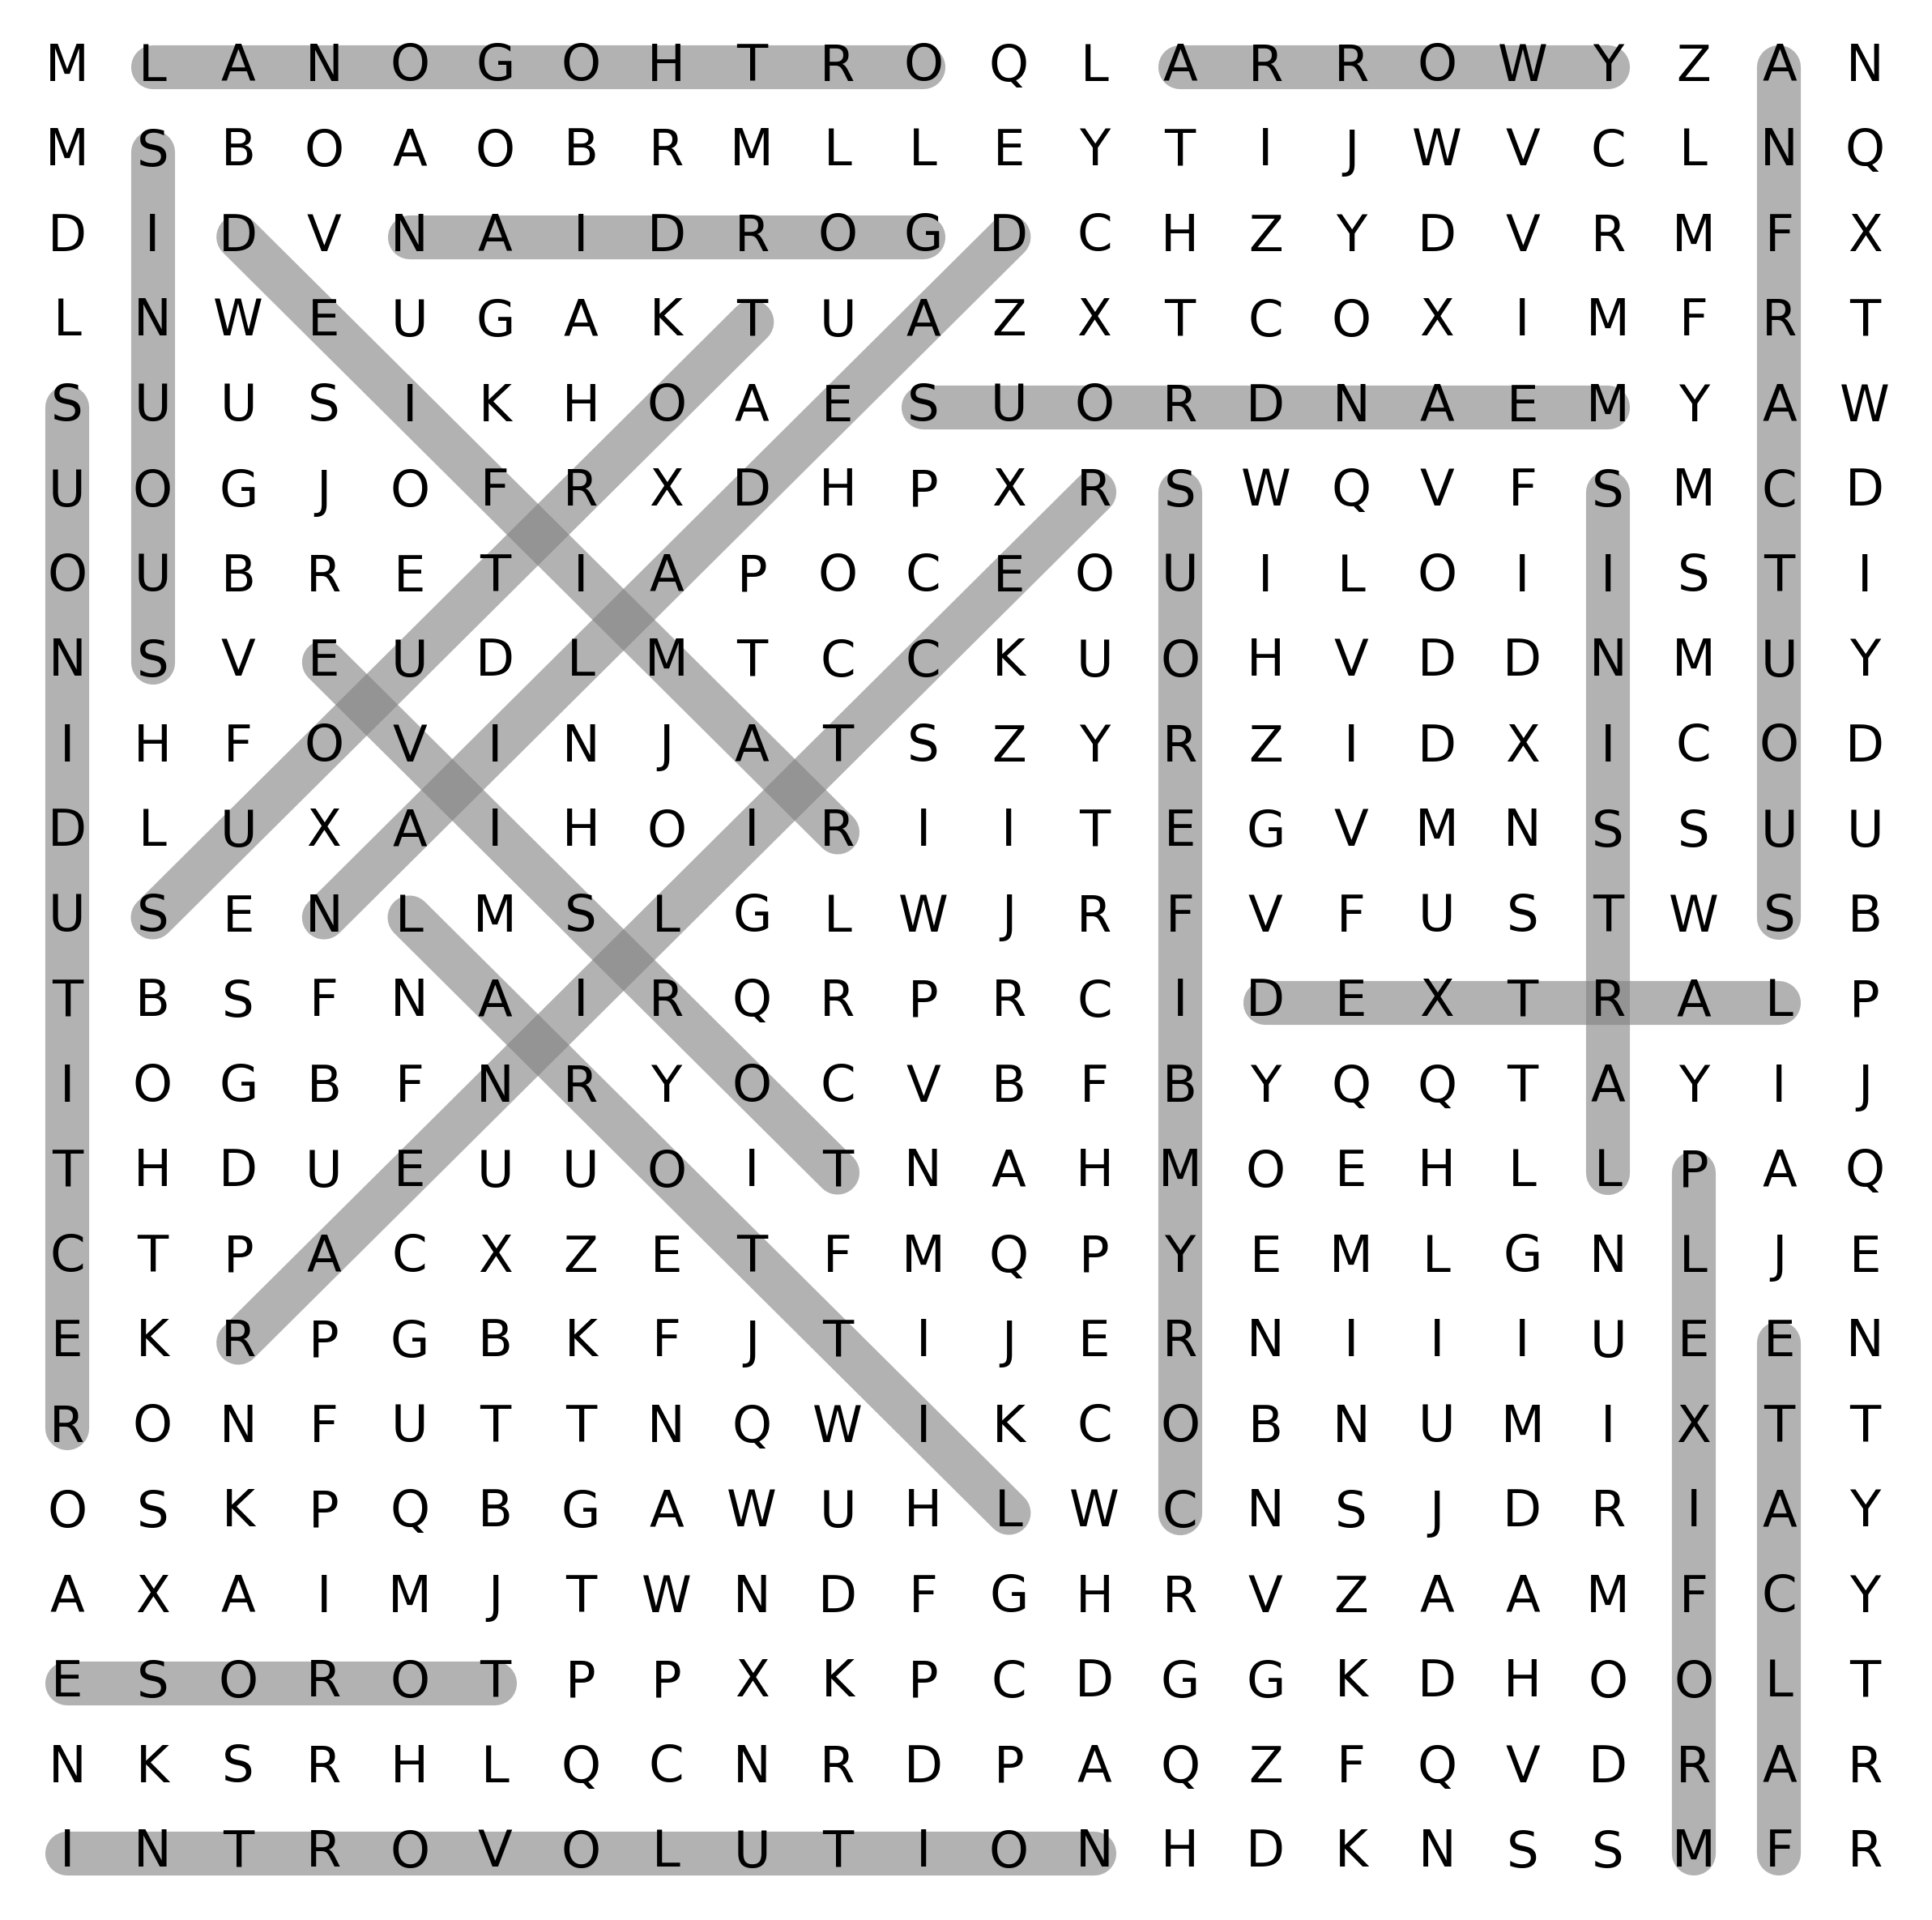 M L A N O G O H T R O Q L A R R O W Y Z A N
M S B O A O B R M L L E Y T I J W V C L N Q
D I D V N A I D R O G D C H Z Y D V R M F X
L N W E U G A K T U A Z X T C O X I M F R T
S U U S I K H O A E S U O R D N A E M Y A W
U O G J O F R X D H P X R S W Q V F S M C D
O U B R E T I A P O C E O U I L O I I S T I
N S V E U D L M T C C K U O H V D D N M U Y
I H F O V I N J A T S Z Y R Z I D X I C O D
D L U X A I H O I R I I T E G V M N S S U U
U S E N L M S L G L W J R F V F U S T W S B
T B S F N A I R Q R P R C I D E X T R A L P
I O G B F N R Y O C V B F B Y Q Q T A Y I J
T H D U E U U O I T N A H M O E H L L P A Q
C T P A C X Z E T F M Q P Y E M L G N L J E
E K R P G B K F J T I J E R N I I I U E E N
R O N F U T T N Q W I K C O B N U M I X T T
O S K P Q B G A W U H L W C N S J D R I A Y
A X A I M J T W N D F G H R V Z A A M F C Y
E S O R O T P P X K P C D G G K D H O O L T
N K S R H L Q C N R D P A Q Z F Q V D R A R
I N T R O V O L U T I O N H D K N S S M F R